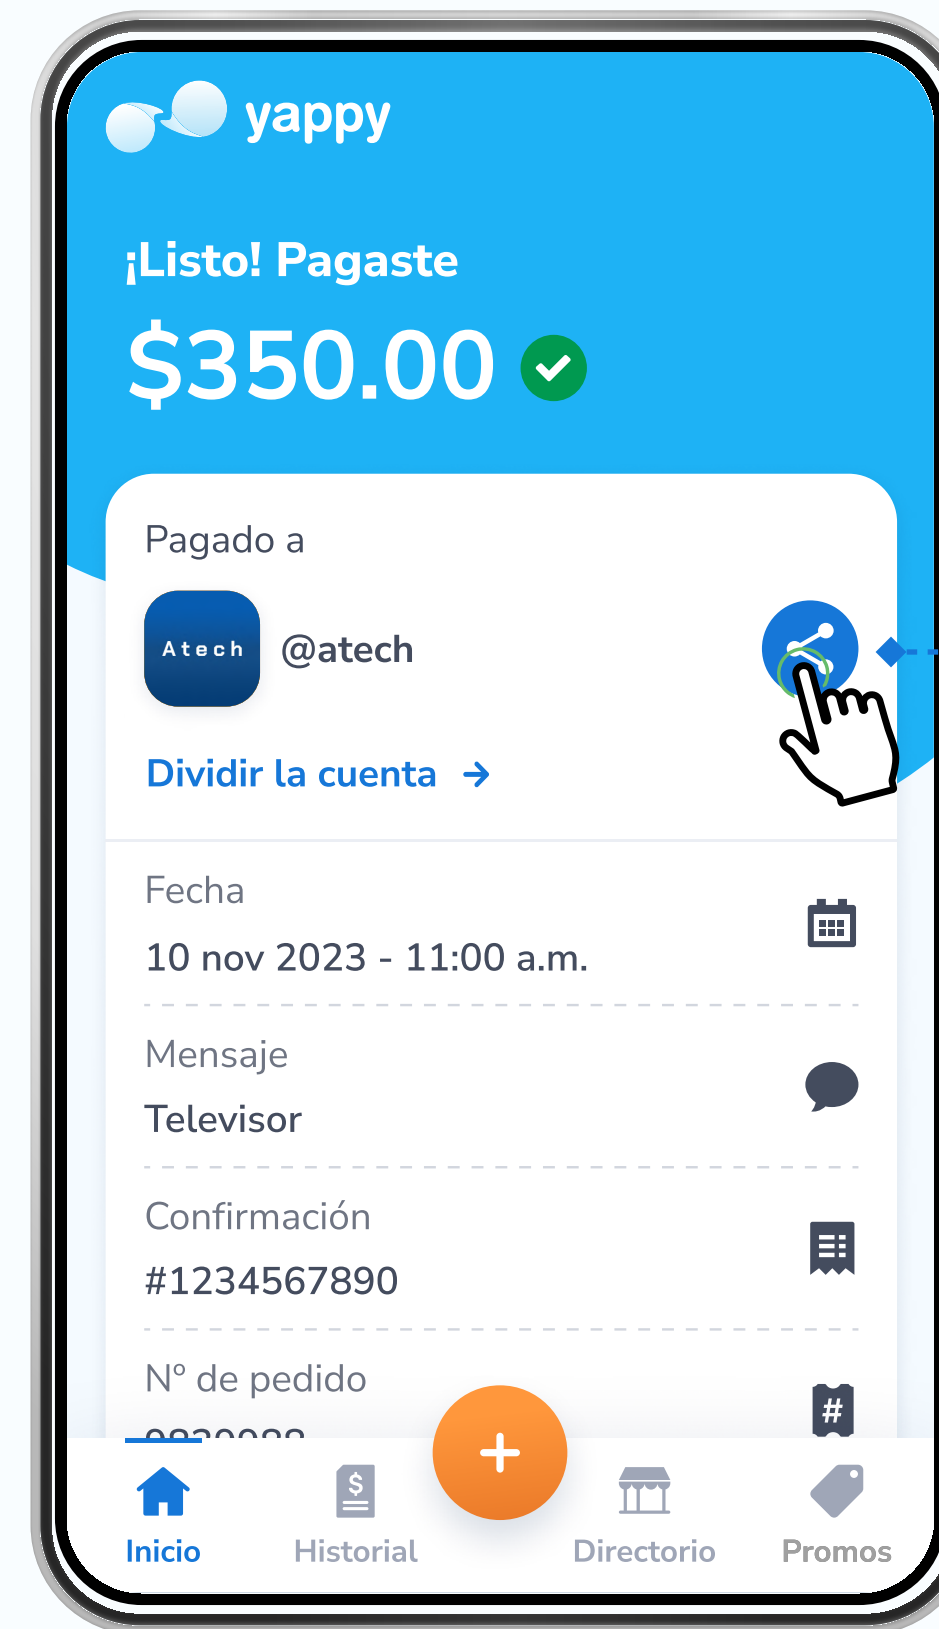 yappy
¡Listo! Pagaste
$350.00
Pagado a
Atech
@atech
Dividir la cuenta
Fecha
10 nov 2023 - 11:00 a.m.
Mensaje
Televisor
Confirmación
#1234567890
Nº de pedido
#
$
Inicio
Historial
Directorio
Promos